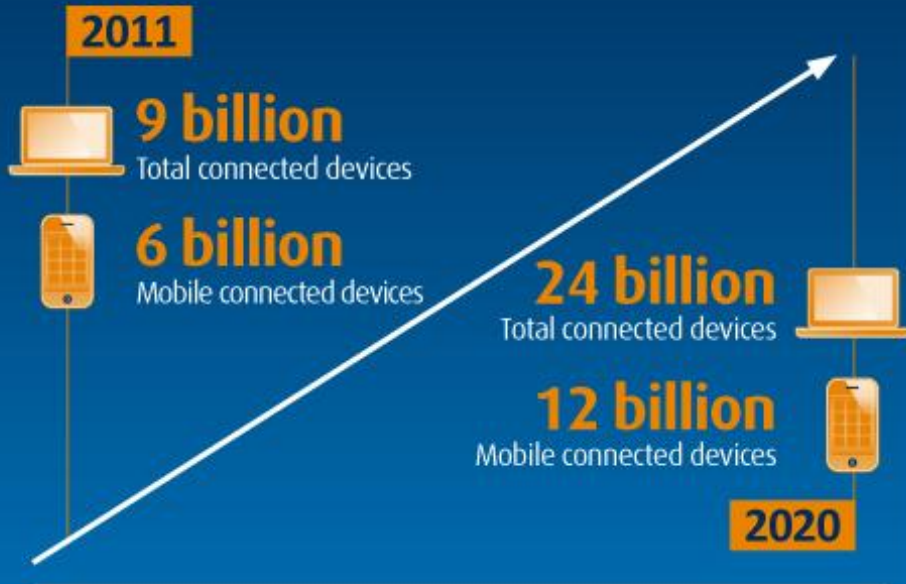 2011
9 billion
Total connected devices
6 billion
Mobile connected devices
24 billion
Total connected devices
12 billion
Mobile connected devices
2020